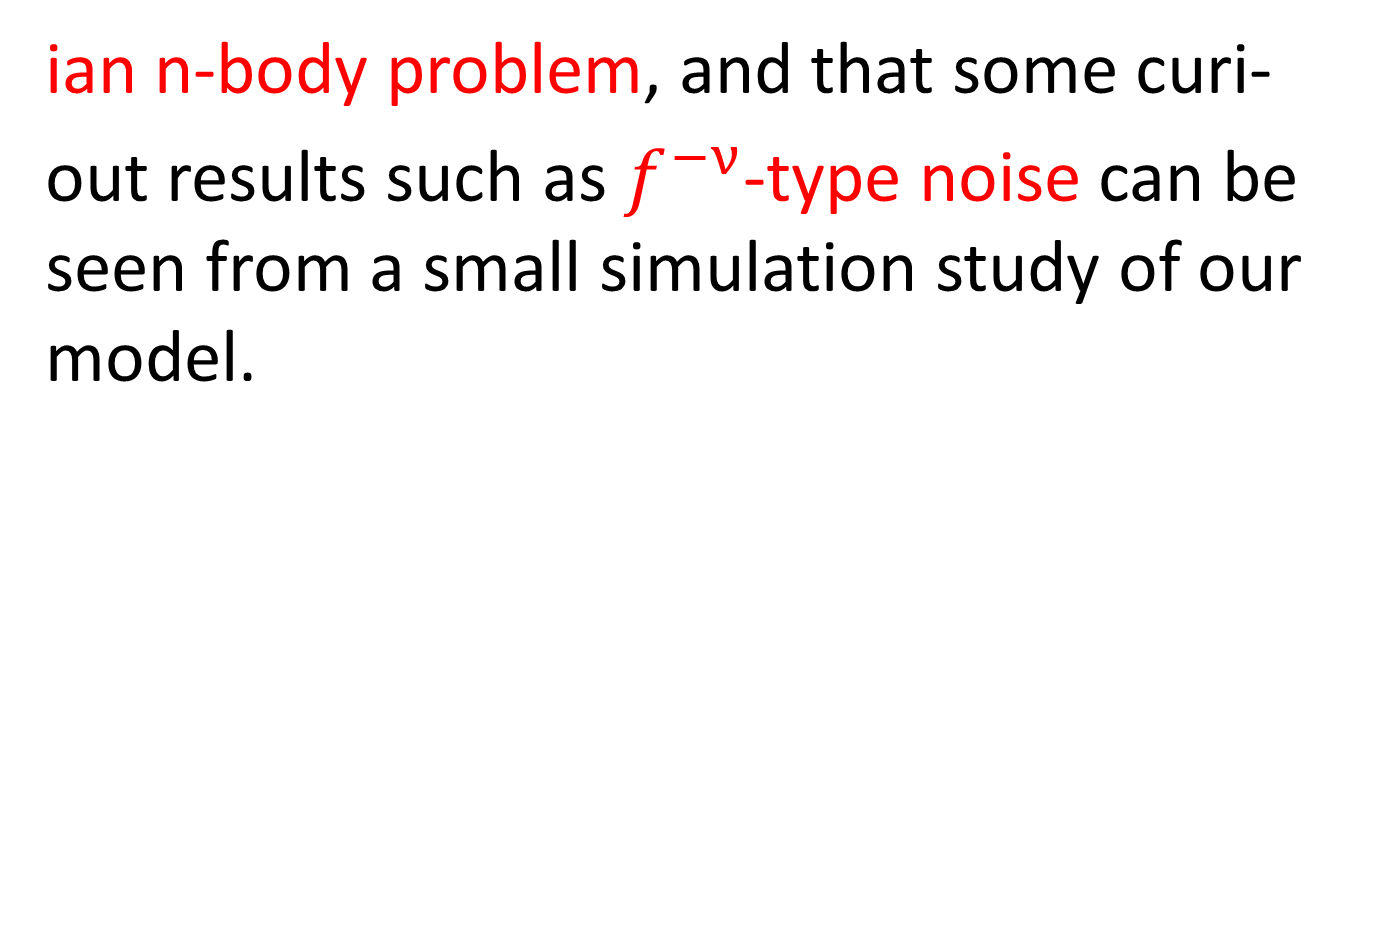 ian n-body problem, and that some curi-
out results such as f⁻ᵛ-type noise can be
seen from a small simulation study of our
model.